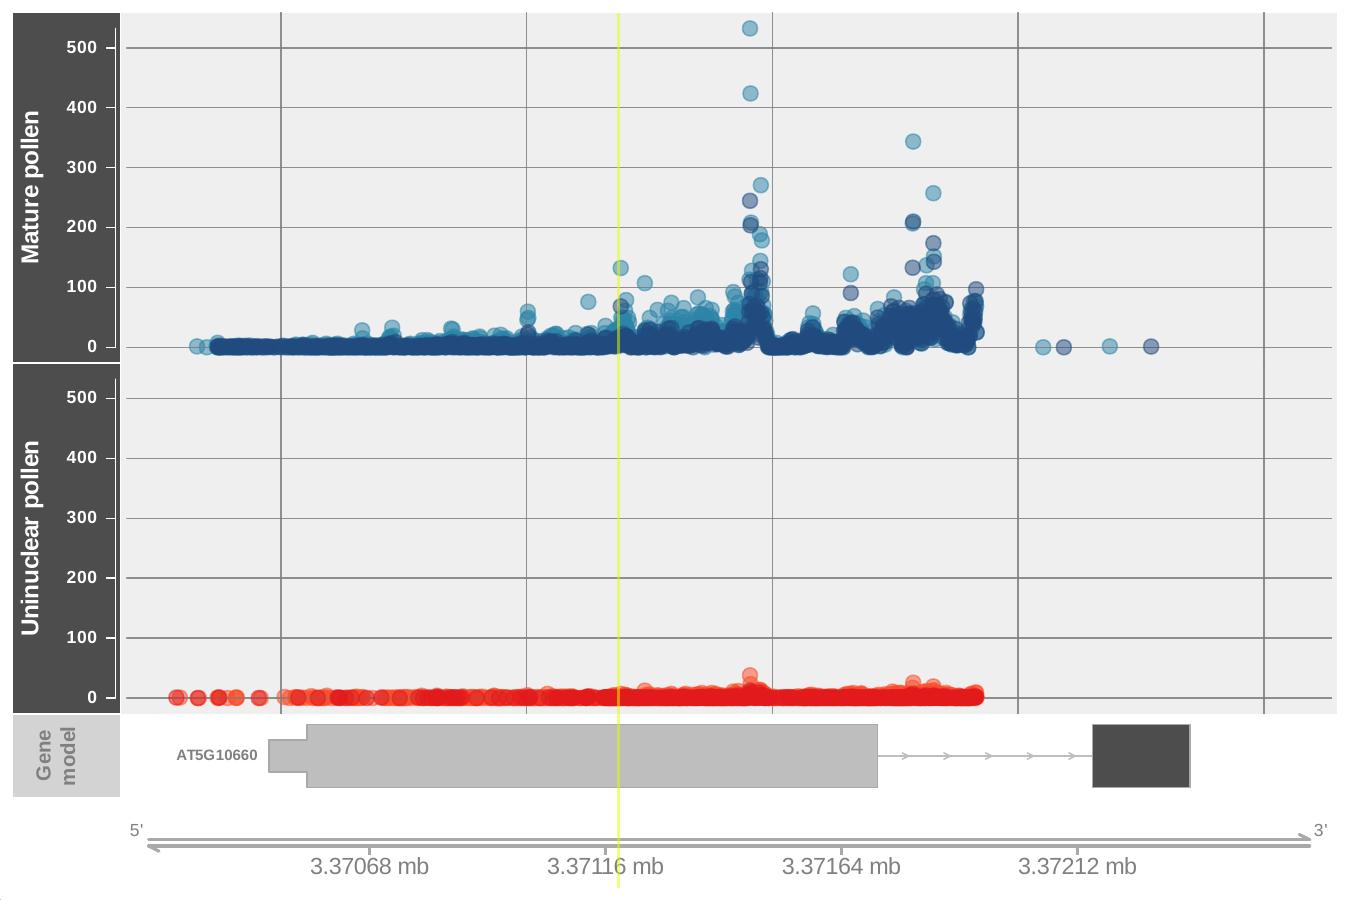 Mature pollen
500
400
300
200
100
0
Uninuclear pollen
500
400
300
200
100
0
Gene
model
AT5G10660
5'
3'
3.37068 mb
3.37116 mb
3.37164 mb
3.37212 mb